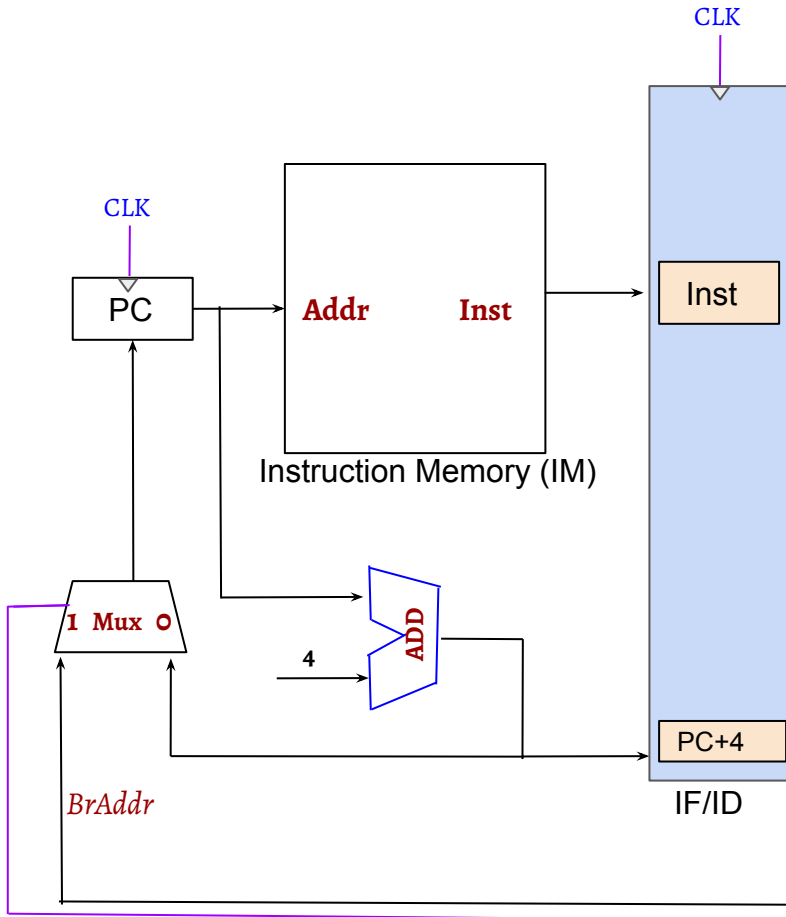 CLK
CLK
PC
Addr
Inst
Inst
Instruction Memory (IM)
1 Mux 0
ADD
4
PC+4
BrAddr
IF/ID